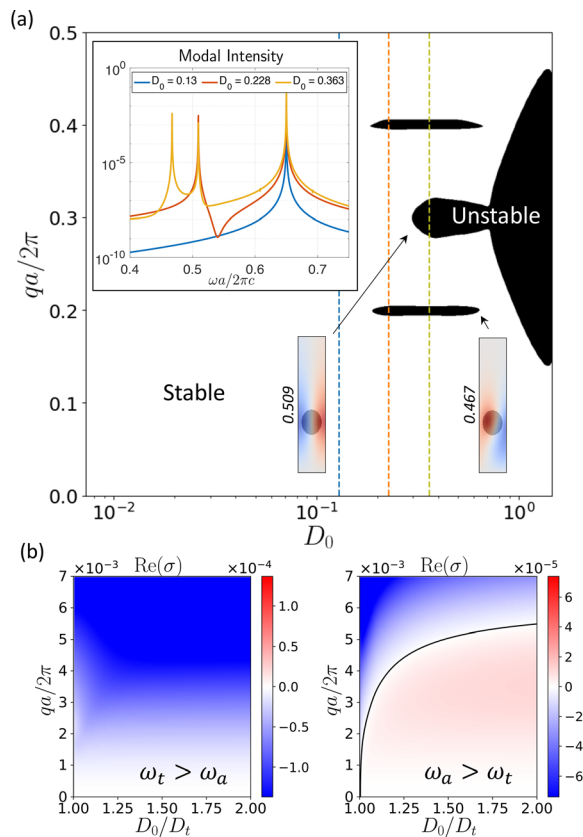 (a)
Modal Intensity
D₀ = 0.13 D₀ = 0.228 D₀ = 0.363
10⁰
10⁻⁵
10⁻¹⁰
0.4 0.5 0.6 0.7
ωa/2πc
0.5
0.4
0.3
0.2
0.1
0.0
qa/2π
Unstable
Stable
0.509
0.467
10⁻² 10⁻¹ 10⁰
D₀
(b)
×10⁻³ Re(σ) ×10⁻⁴
7
6
5
4
3
2
1
0
qa/2π
1.0
0.5
0.0
−0.5
−1.0
ωₜ > ωₐ
1.00 1.25 1.50 1.75 2.00
D₀/Dₜ
×10⁻³ Re(σ) ×10⁻⁵
7
6
5
4
3
2
1
0
qa/2π
6
4
2
0
−2
−4
−6
ωₐ > ωₜ
1.00 1.25 1.50 1.75 2.00
D₀/Dₜ